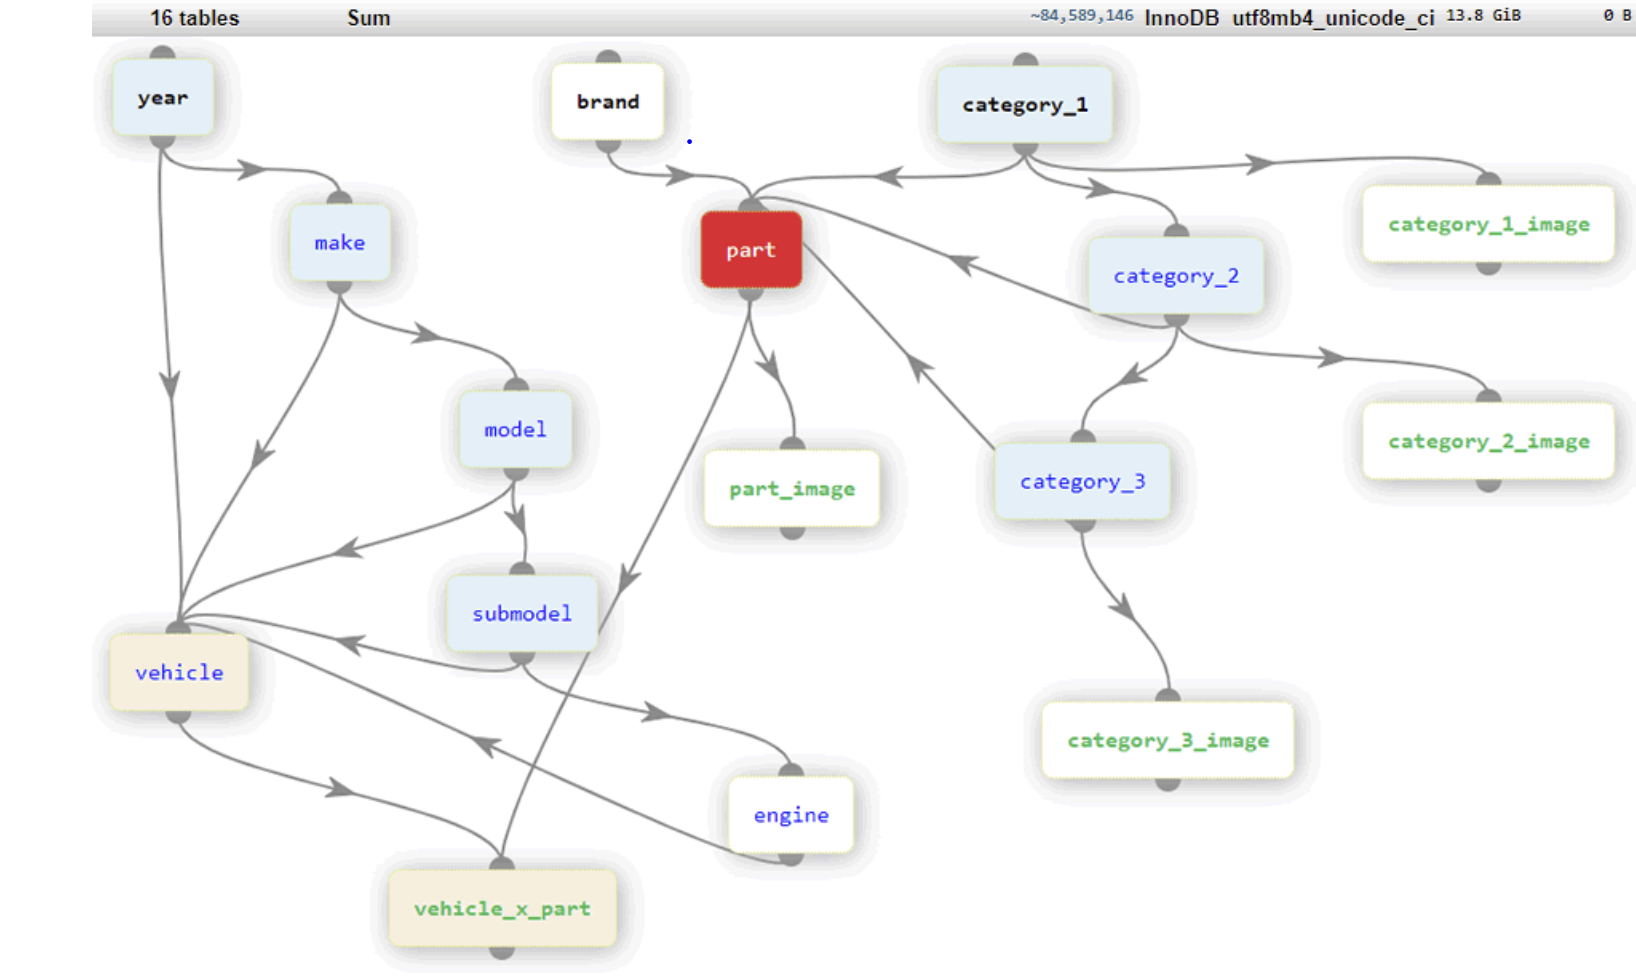 16 tables Sum ~84,589,146 InnoDB utf8mb4_unicode_ci 13.8 GiB 0 B
year
brand
category_1
make
part
category_2
category_1_image
model
part_image
category_3
category_2_image
submodel
vehicle
engine
category_3_image
vehicle_x_part